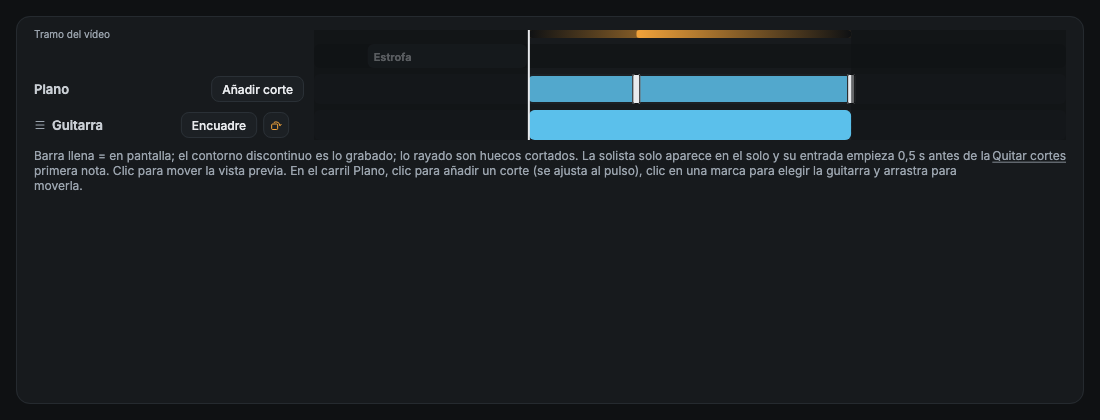 Tramo del vídeo
Estrofa
Plano
Añadir corte
Guitarra
Encuadre
Barra llena = en pantalla; el contorno discontinuo es lo grabado; lo rayado son huecos cortados. La solista solo aparece en el solo y su entrada empieza 0,5 s antes de la
primera nota. Clic para mover la vista previa. En el carril Plano, clic para añadir un corte (se ajusta al pulso), clic en una marca para elegir la guitarra y arrastra para
moverla.
Quitar cortes